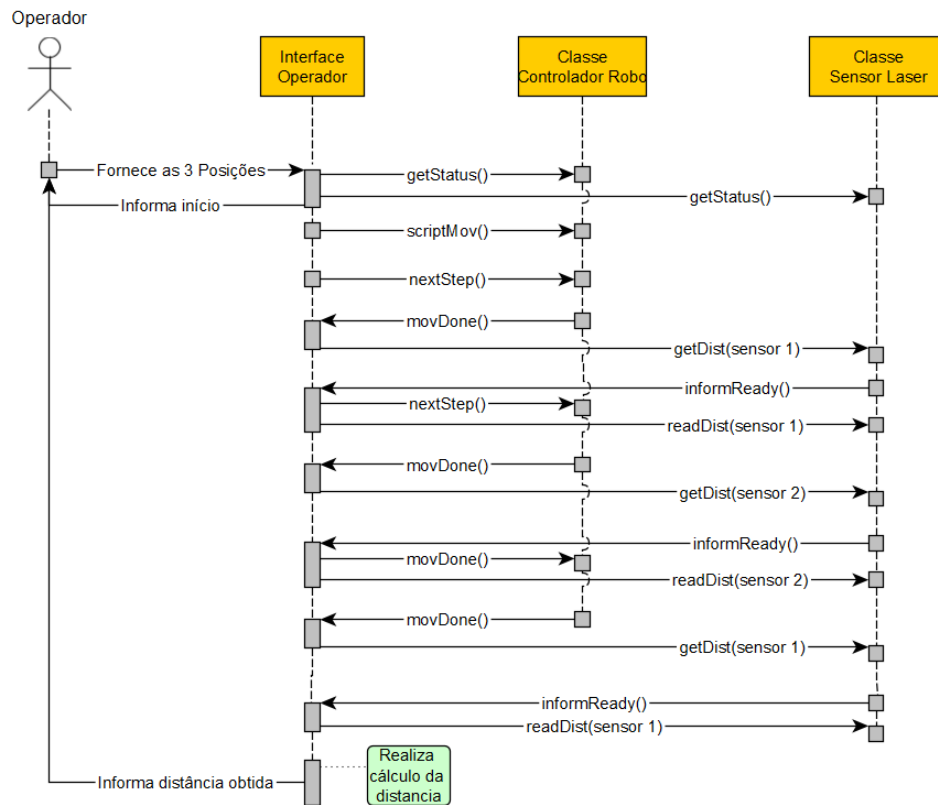 Operador
Interface
Operador
Classe
Controlador Robo
Classe
Sensor Laser
Fornece as 3 Posições
getStatus()
getStatus()
Informa início
scriptMov()
nextStep()
movDone()
getDist(sensor 1)
informReady()
nextStep()
readDist(sensor 1)
movDone()
getDist(sensor 2)
informReady()
movDone()
readDist(sensor 2)
movDone()
getDist(sensor 1)
informReady()
readDist(sensor 1)
Realiza
cálculo da
distancia
Informa distância obtida